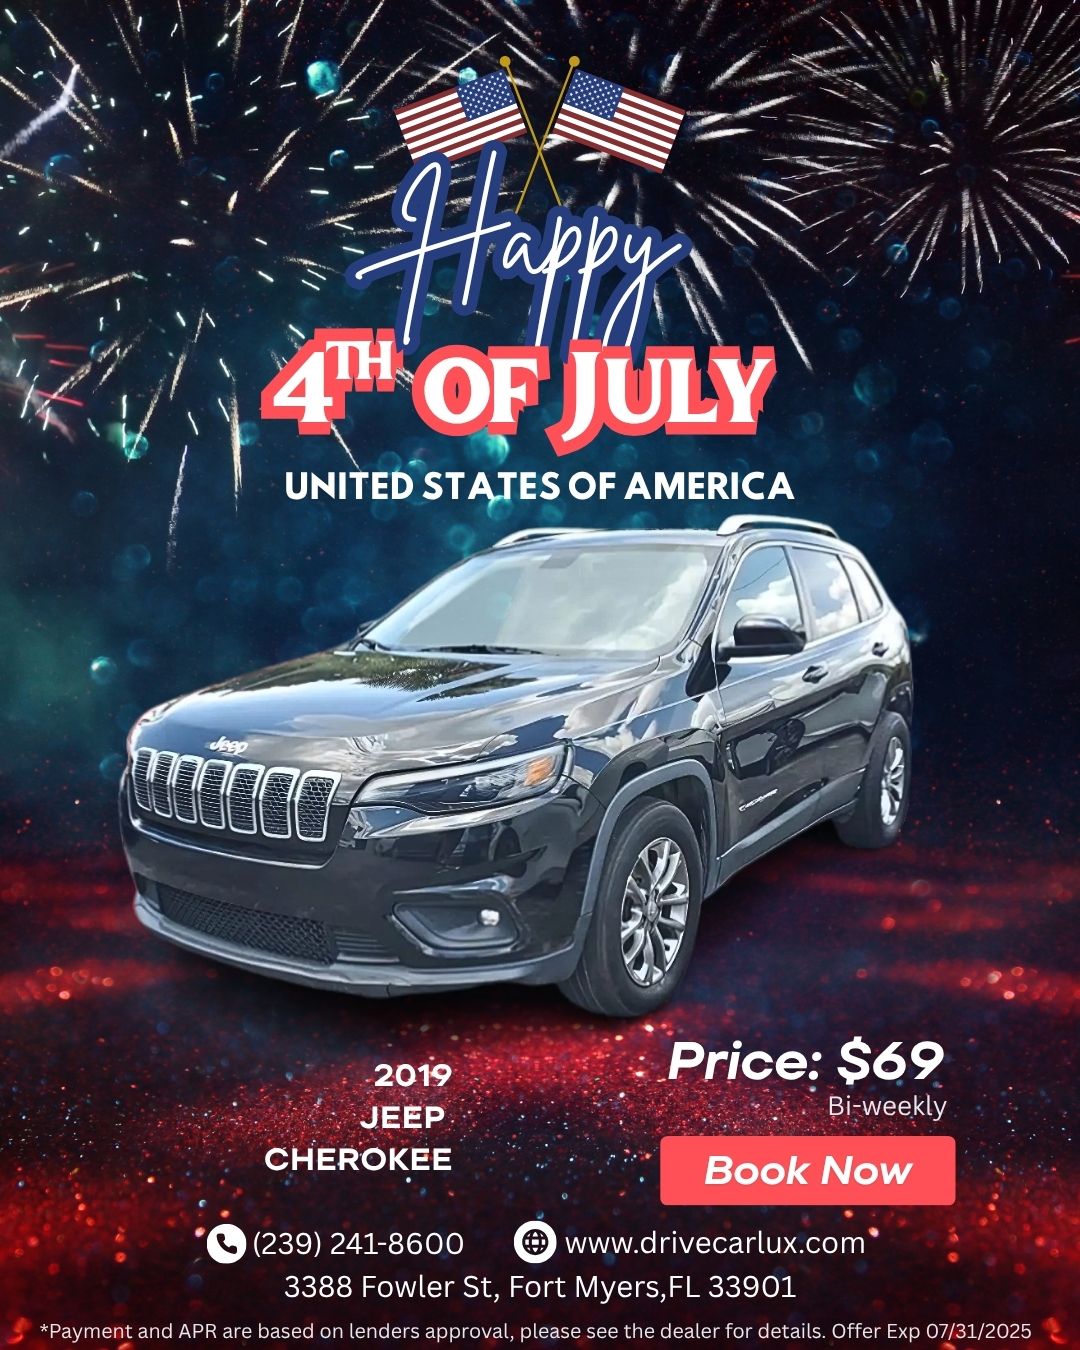 Happy
4TH OF JULY
UNITED STATES OF AMERICA
Jeep
CHEROKEE
2019
JEEP
CHEROKEE
Price: $69
Bi-weekly
Book Now
(239) 241-8600
www.drivecarlux.com
3388 Fowler St, Fort Myers,FL 33901
*Payment and APR are based on lenders approval, please see the dealer for details. Offer Exp 07/31/2025